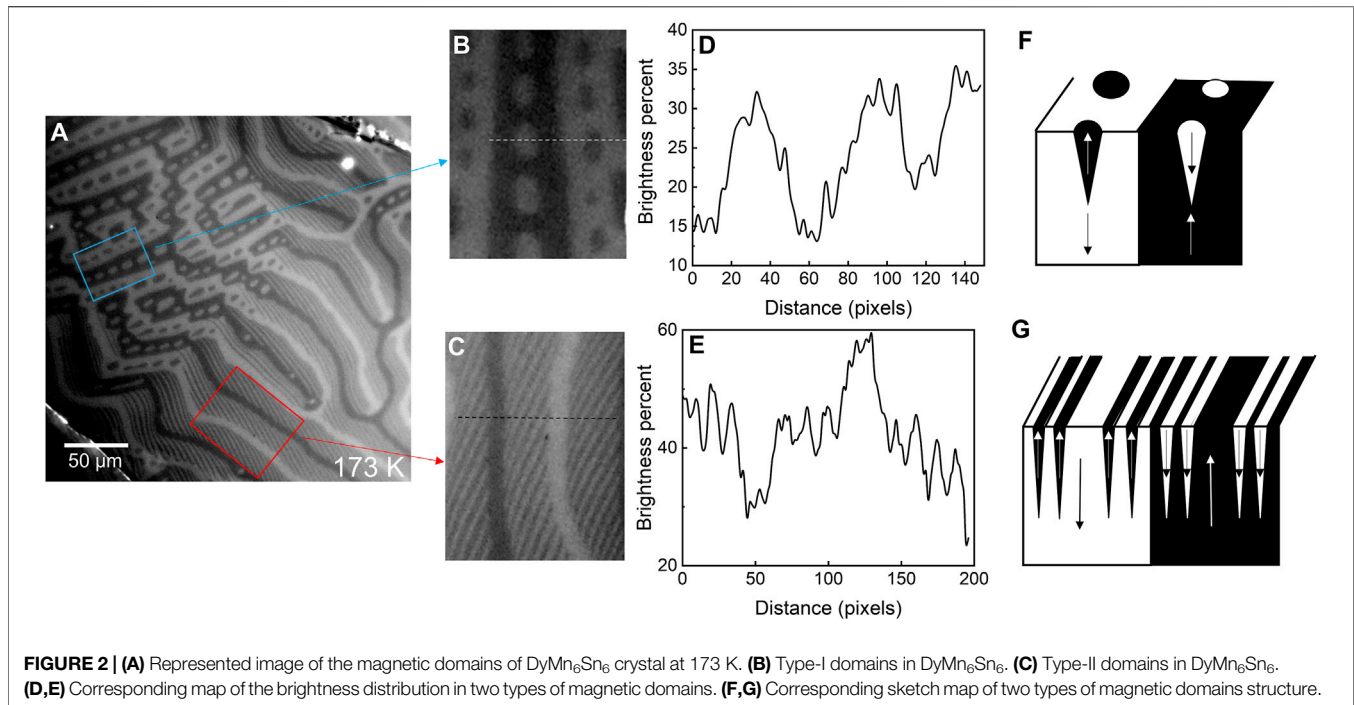 A
50 μm
173 K
B
C
D
Brightness percent
40
35
30
25
20
15
10
0 20 40 60 80 100 120 140
Distance (pixels)
E
Brightness percent
60
40
20
0 50 100 150 200
Distance (pixels)
F
G
FIGURE 2 | (A) Represented image of the magnetic domains of DyMn₆Sn₆ crystal at 173 K. (B) Type-I domains in DyMn₆Sn₆. (C) Type-II domains in DyMn₆Sn₆.
(D,E) Corresponding map of the brightness distribution in two types of magnetic domains. (F,G) Corresponding sketch map of two types of magnetic domains structure.